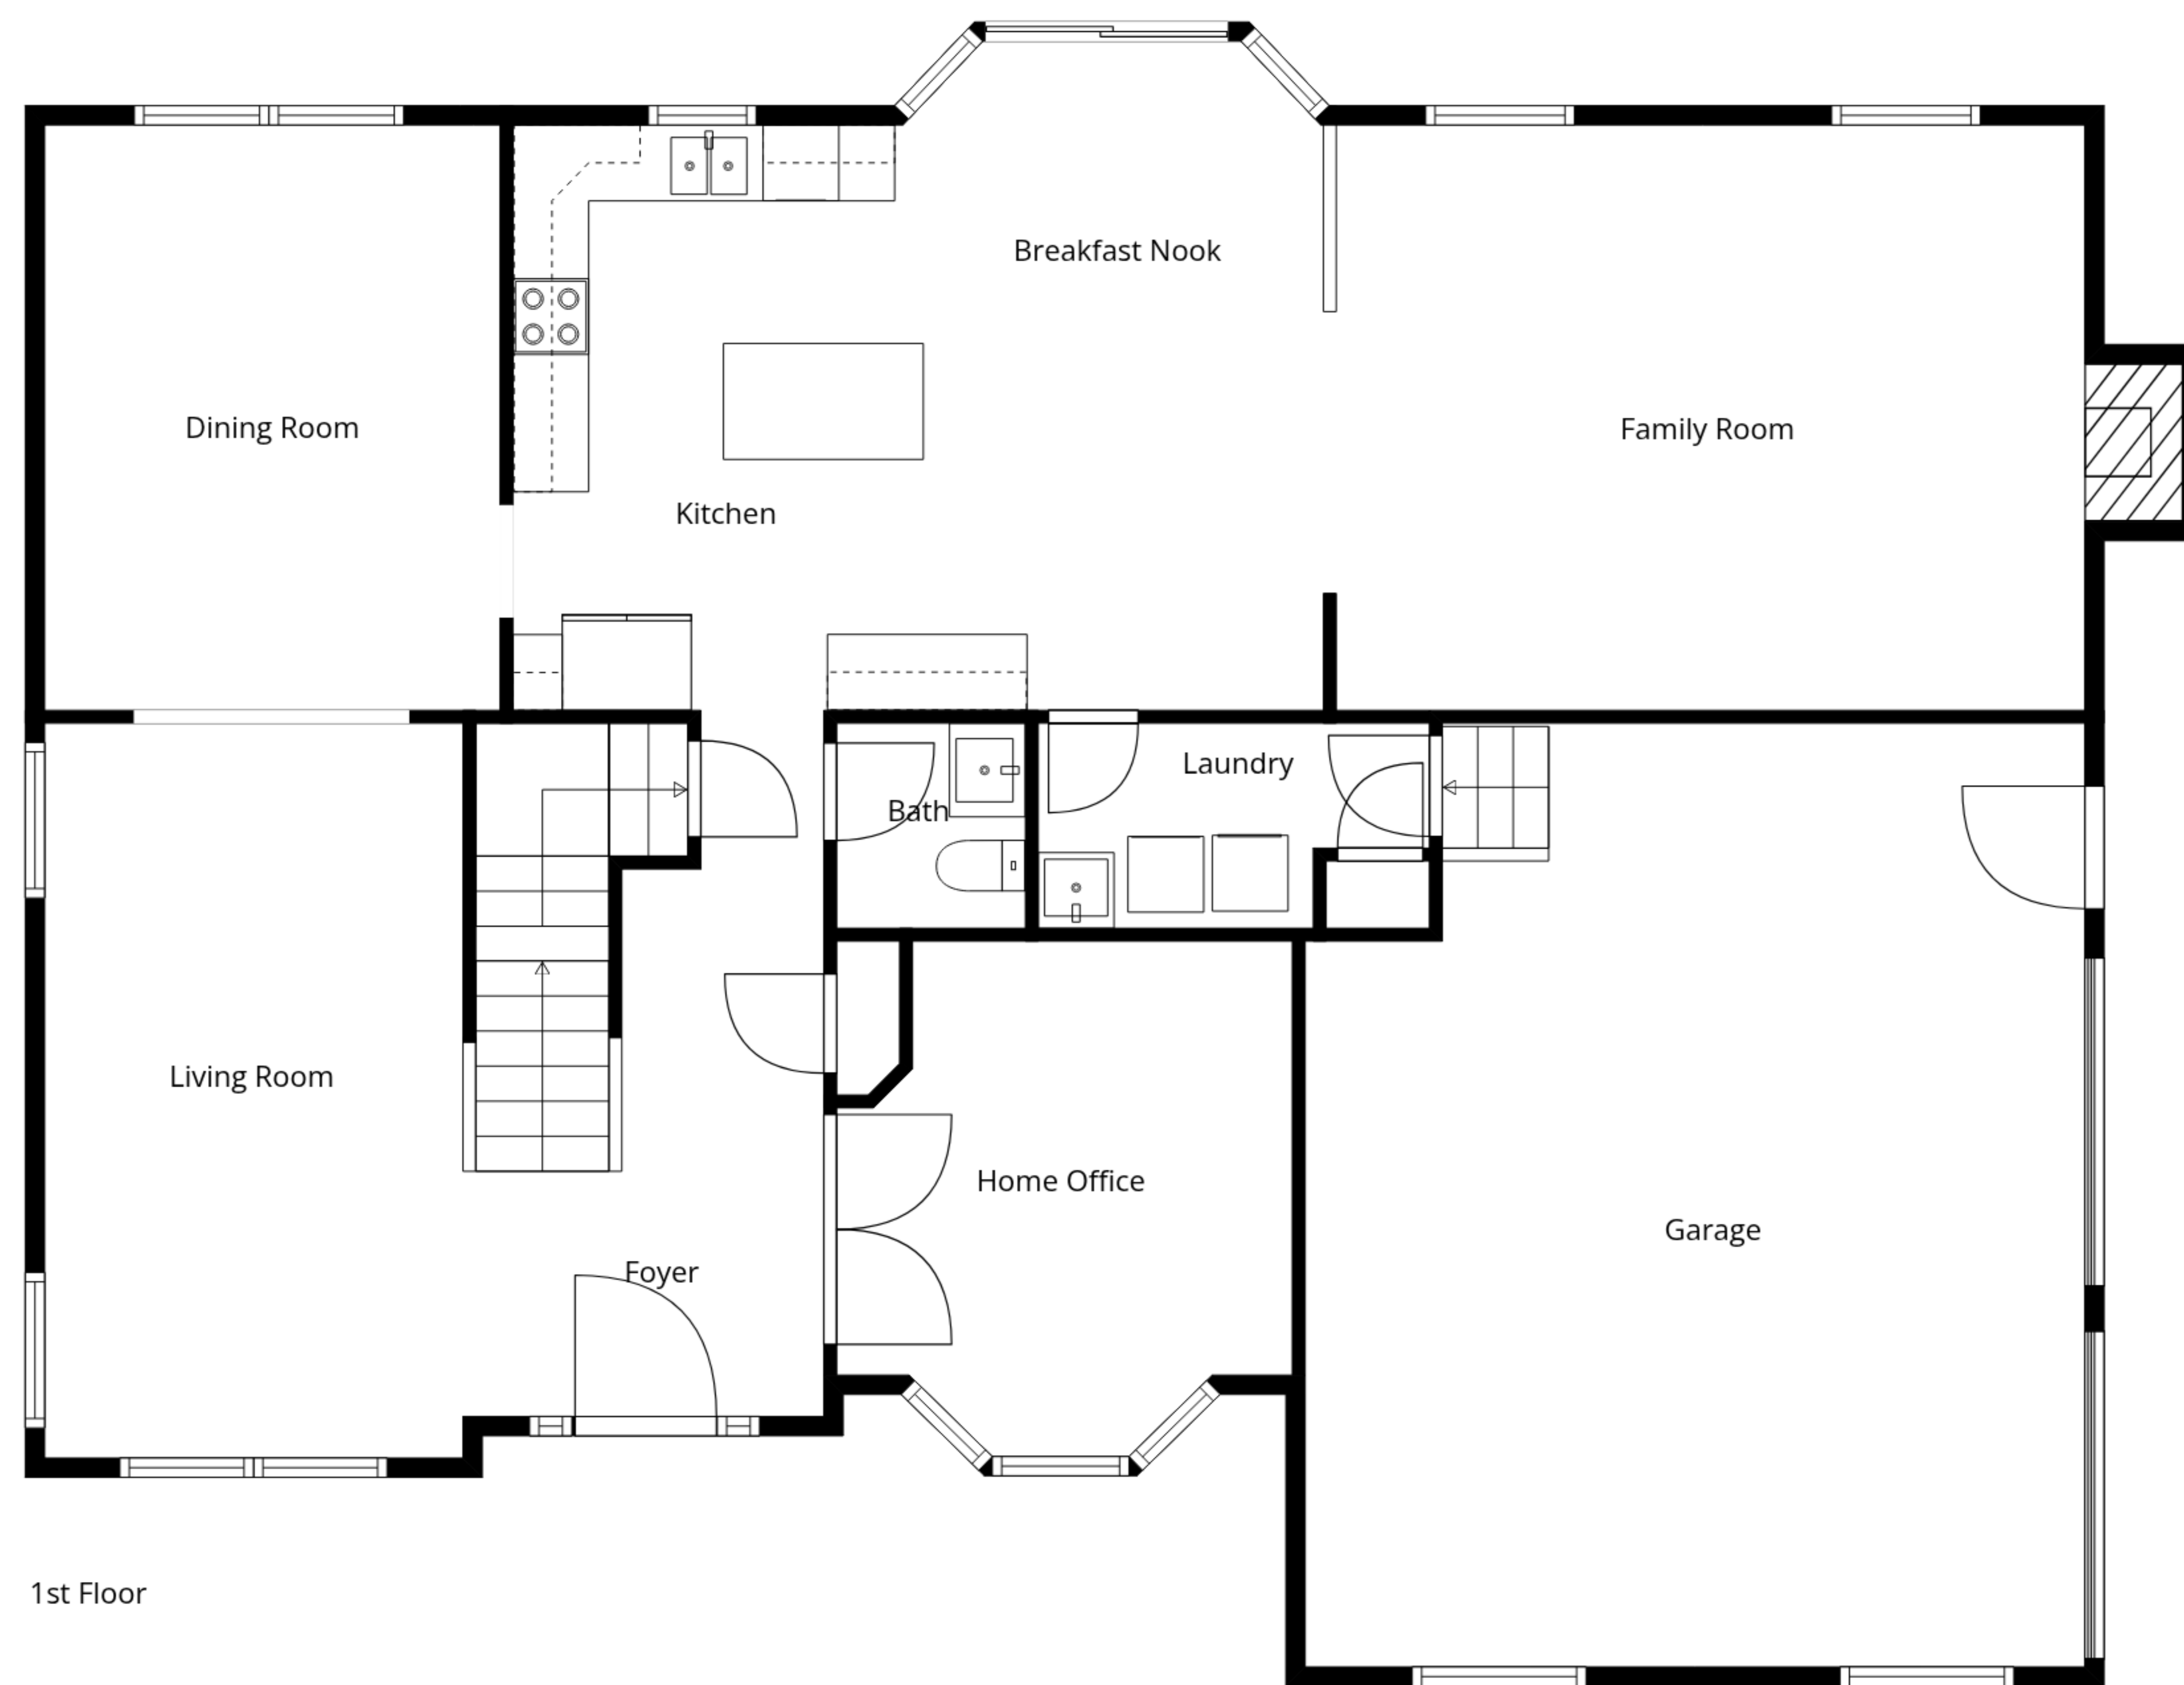 Breakfast Nook
Dining Room
Family Room
Kitchen
Laundry
Bath
Living Room
Home Office
Garage
Foyer
1st Floor